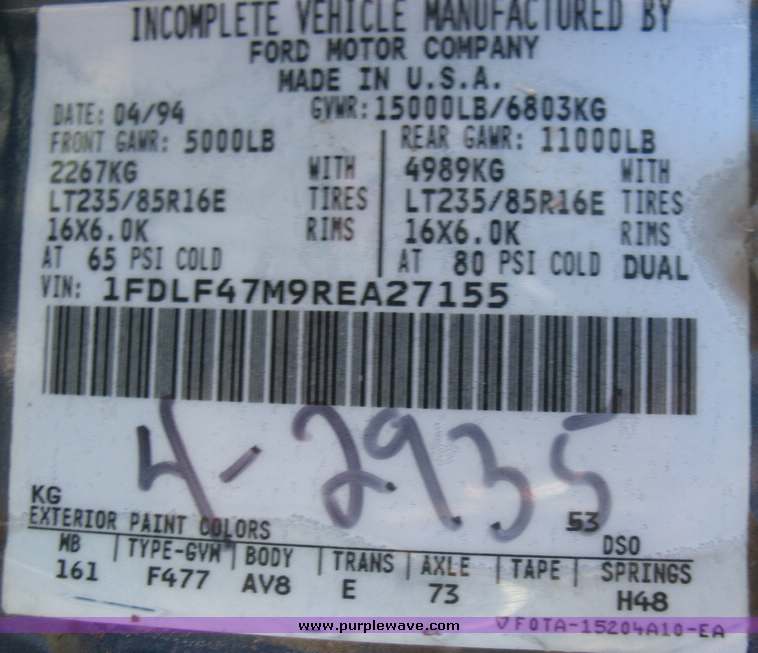 INCOMPLETE VEHICLE MANUFACTURED BY
FORD MOTOR COMPANY
MADE IN U.S.A.
DATE: 04/94 GVWR: 15000LB/6803KG
FRONT GAWR: 5000LB REAR GAWR: 11000LB
2267KG WITH 4989KG WITH
LT235/85R16E TIRES LT235/85R16E TIRES
16X6.0K RIMS 16X6.0K RIMS
AT 65 PSI COLD AT 80 PSI COLD DUAL
VIN: 1FDLF47M9REA27155
4-2935
KG
EXTERIOR PAINT COLORS 53 DSO
WB TYPE-GVW BODY TRANS AXLE TAPE SPRINGS
161 F477 AV8 E 73 H48
www.purplewave.com
VF0TA-15204A10-EA